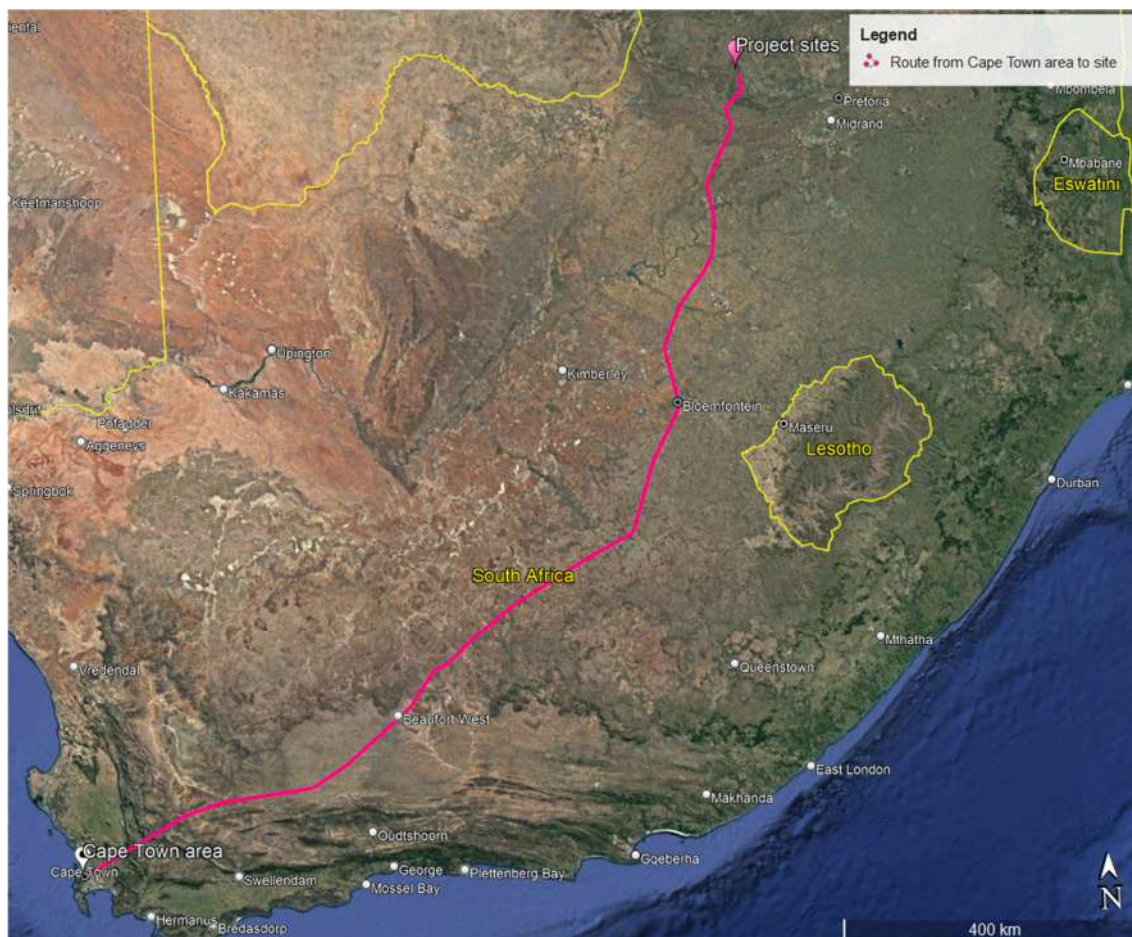 Project sites
Legend
Route from Cape Town area to site
Pretoria
Midrand
Mbombela
Mbabane
Eswatini
Keetmanshoop
Upington
Kakamas
Kimberley
Bloemfontein
Maseru
Lesotho
Pofadder
Aggeneys
Springbok
Durban
South Africa
Vredendal
Queenstown
Mthatha
Beaufort West
East London
Makhanda
Oudtshoorn
Cape Town area
Cape Town
Gqeberha
George
Plettenberg Bay
Swellendam
Mossel Bay
Hermanus
Bredasdorp
N
400 km